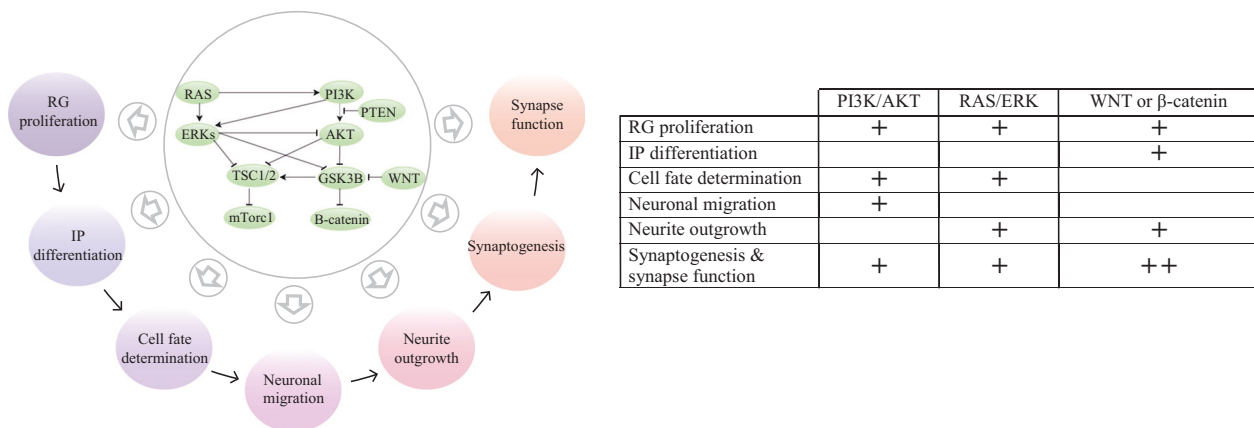 RG
proliferation
IP
differentiation
Cell fate
determination
Neuronal
migration
Neurite
outgrowth
Synaptogenesis
Synapse
function
RAS
PI3K
PTEN
ERKs
AKT
TSC1/2
GSK3B
WNT
mTorc1
B-catenin
PI3K/AKT RAS/ERK WNT or β-catenin
RG proliferation + + +
IP differentiation +
Cell fate determination + +
Neuronal migration +
Neurite outgrowth + +
Synaptogenesis &
synapse function + + ++